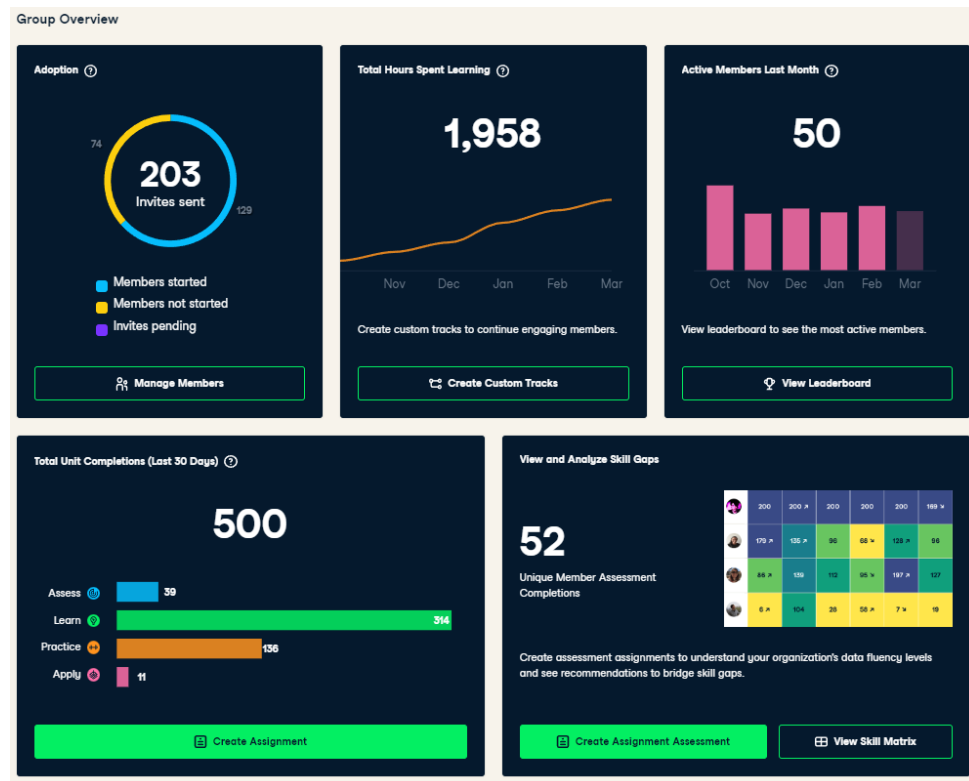 Group Overview
Adoption ?
74
203
Invites sent
129
Members started
Members not started
Invites pending
Manage Members
Total Hours Spent Learning ?
1,958
Nov Dec Jan Feb Mar
Create custom tracks to continue engaging members.
Create Custom Tracks
Active Members Last Month ?
50
Oct Nov Dec Jan Feb Mar
View leaderboard to see the most active members.
View Leaderboard
Total Unit Completions (Last 30 Days) ?
500
Assess 39
Learn 314
Practice 136
Apply 11
Create Assignment
View and Analyze Skill Gaps
52
Unique Member Assessment
Completions
200 200 ↗ 200 200 200 169 ↘
179 ↗ 135 ↗ 98 68 ↘ 128 ↗ 96
86 ↗ 139 112 95 ↘ 197 ↗ 127
6 ↗ 104 28 58 ↗ 7 ↘ 19
Create assessment assignments to understand your organization's data fluency levels
and see recommendations to bridge skill gaps.
Create Assignment Assessment
View Skill Matrix